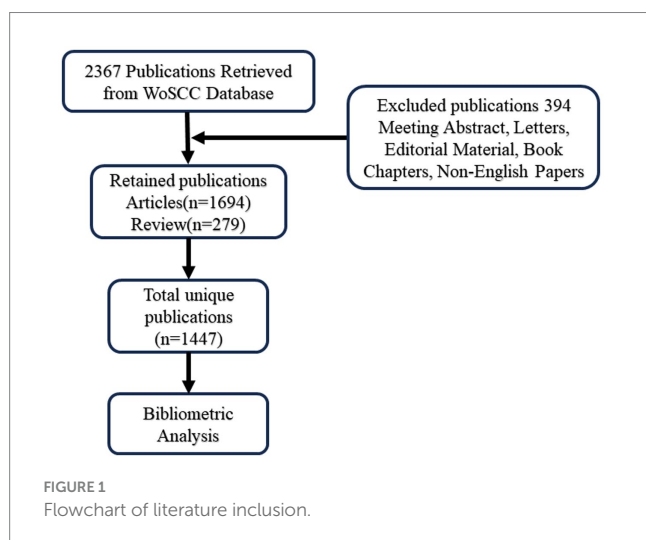 2367 Publications Retrieved
from WoSCC Database
Excluded publications 394
Meeting Abstract, Letters,
Editorial Material, Book
Chapters, Non-English Papers
Retained publications
Articles(n=1694)
Review(n=279)
Total unique
publications
(n=1447)
Bibliometric
Analysis
FIGURE 1
Flowchart of literature inclusion.